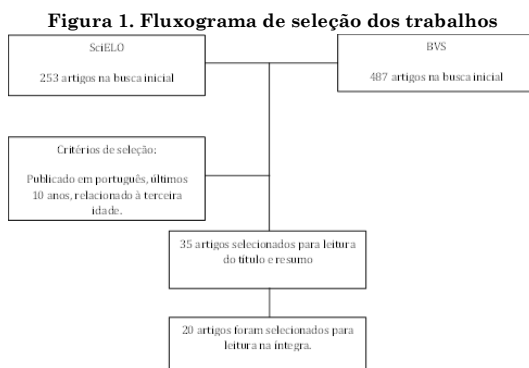 Figura 1. Fluxograma de seleção dos trabalhos
SciELO
253 artigos na busca inicial
BVS
487 artigos na busca inicial
Critérios de seleção:
Publicado em português, últimos
10 anos, relacionado à terceira
idade.
35 artigos selecionados para leitura
do título e resumo
20 artigos foram selecionados para
leitura na íntegra.